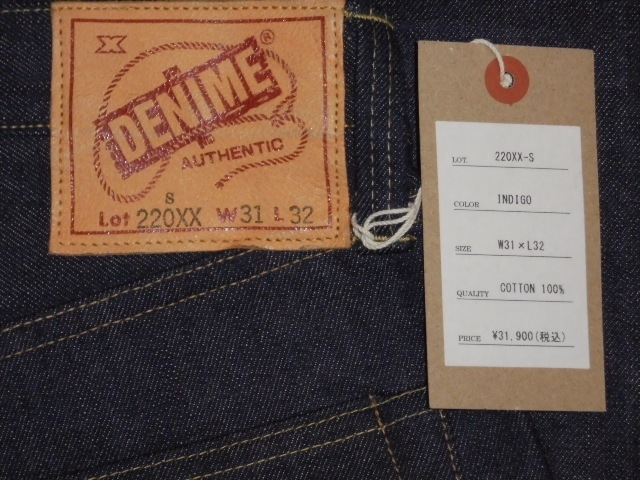 DENIME®
AUTHENTIC
S
Lot 220XX W31 L 32
LOT. 220XX-S
COLOR INDIGO
SIZE W31×L32
QUALITY COTTON 100%
PRICE ¥31,900(税込)